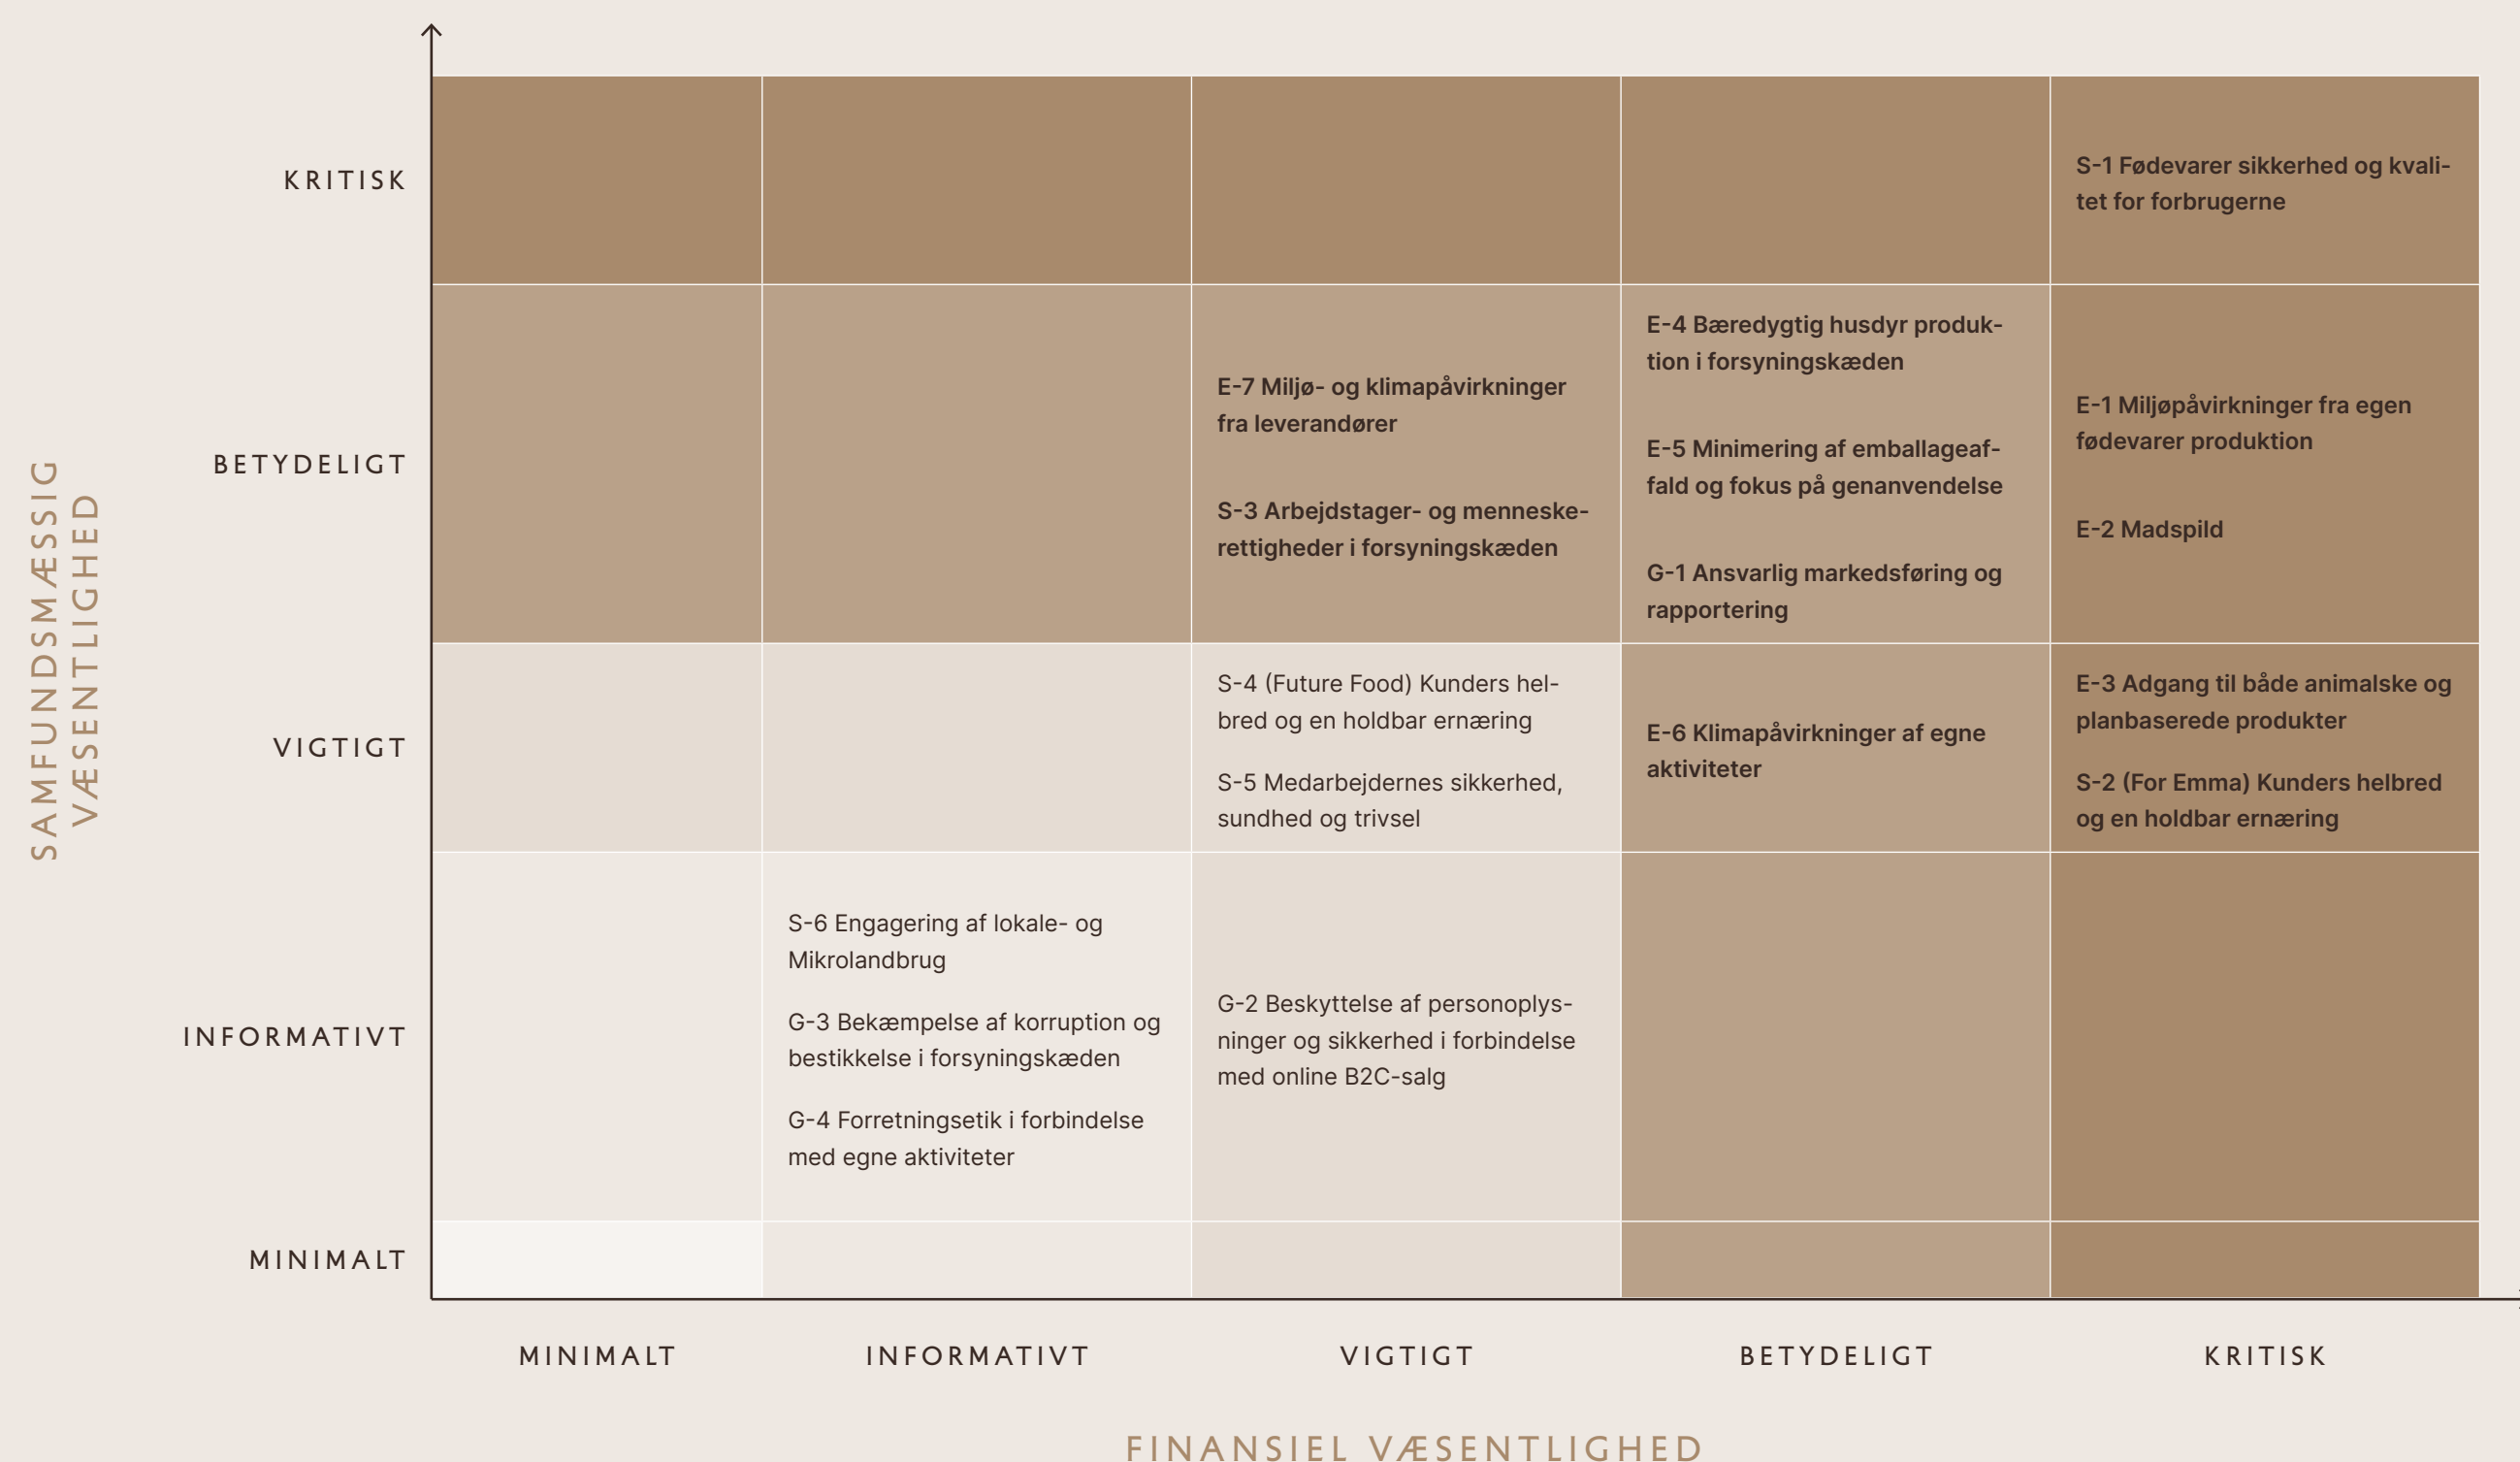 SAMFUNDSMÆSSIG
VÆSENTLIGHED
KRITISK
S-1 Fødevarer sikkerhed og kvali-
tet for forbrugerne
BETYDELIGT
E-7 Miljø- og klimapåvirkninger
fra leverandører
S-3 Arbejdstager- og menneske-
rettigheder i forsyningskæden
E-4 Bæredygtig husdyr produk-
tion i forsyningskæden
E-5 Minimering af emballageaf-
fald og fokus på genanvendelse
G-1 Ansvarlig markedsføring og
rapportering
E-1 Miljøpåvirkninger fra egen
fødevarer produktion
E-2 Madspild
VIGTIGT
S-4 (Future Food) Kunders hel-
bred og en holdbar ernæring
S-5 Medarbejdernes sikkerhed,
sundhed og trivsel
E-6 Klimapåvirkninger af egne
aktiviteter
E-3 Adgang til både animalske og
planbaserede produkter
S-2 (For Emma) Kunders helbred
og en holdbar ernæring
INFORMATIVT
S-6 Engagering af lokale- og
Mikrolandbrug
G-3 Bekæmpelse af korruption og
bestikkelse i forsyningskæden
G-4 Forretningsetik i forbindelse
med egne aktiviteter
G-2 Beskyttelse af personoplys-
ninger og sikkerhed i forbindelse
med online B2C-salg
MINIMALT
MINIMALT
INFORMATIVT
VIGTIGT
BETYDELIGT
KRITISK
FINANSIEL VÆSENTLIGHED